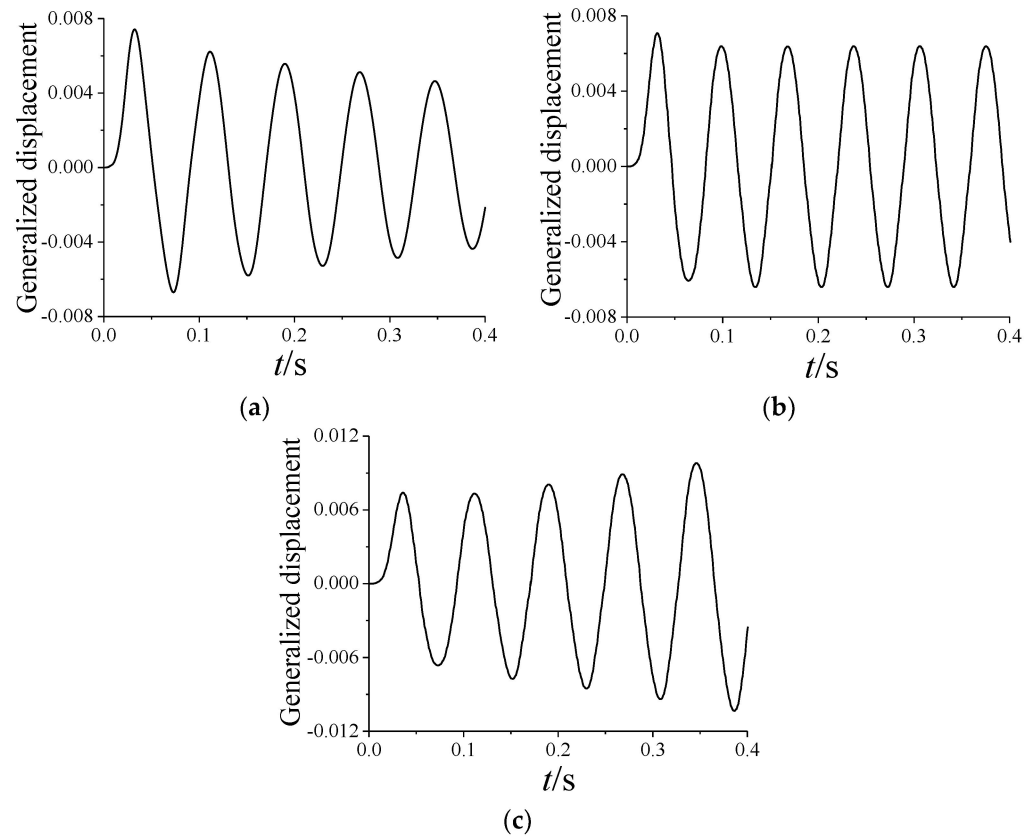 Generalized displacement
0.008
0.004
0.000
-0.004
-0.008
0.0 0.1 0.2 0.3 0.4
t/s
(a)
Generalized displacement
0.008
0.004
0.000
-0.004
-0.008
0.0 0.1 0.2 0.3 0.4
t/s
(b)
Generalized displacement
0.012
0.006
0.000
-0.006
-0.012
0.0 0.1 0.2 0.3 0.4
t/s
(c)